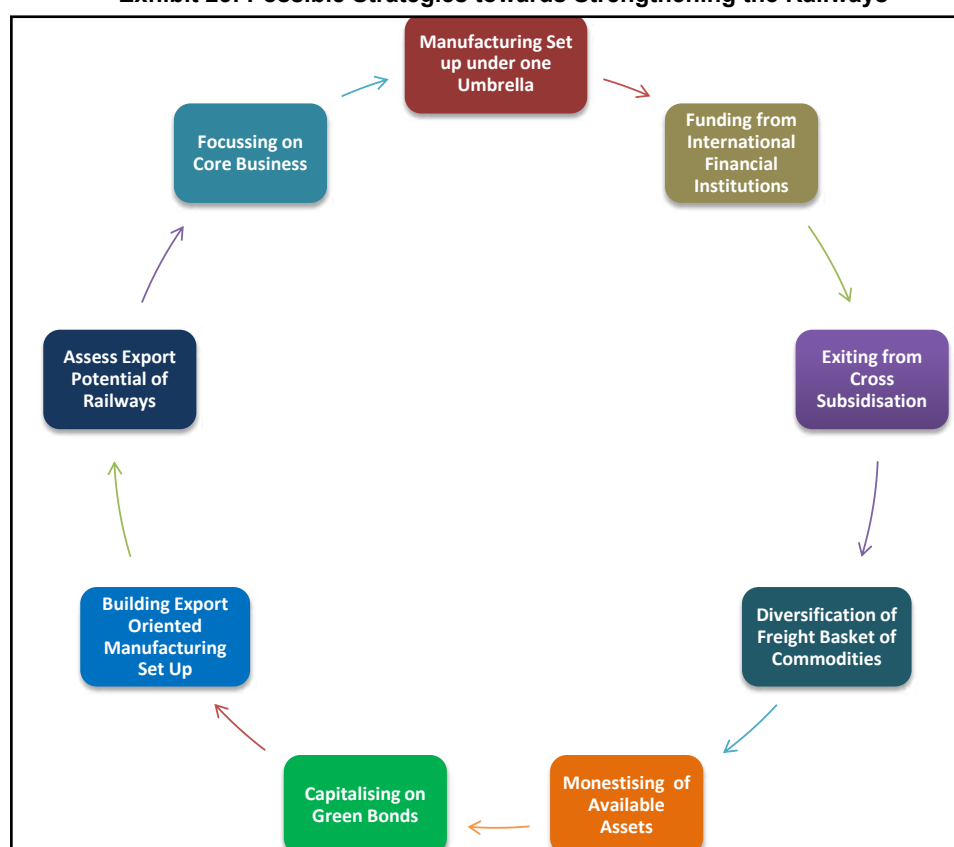 Manufacturing Set
up under one
Umbrella
Funding from
International
Financial
Institutions
Exiting from
Cross
Subsidisation
Diversification of
Freight Basket of
Commodities
Monestising of
Available
Assets
Capitalising on
Green Bonds
Building Export
Oriented
Manufacturing
Set Up
Assess Export
Potential of
Railways
Focussing on
Core Business